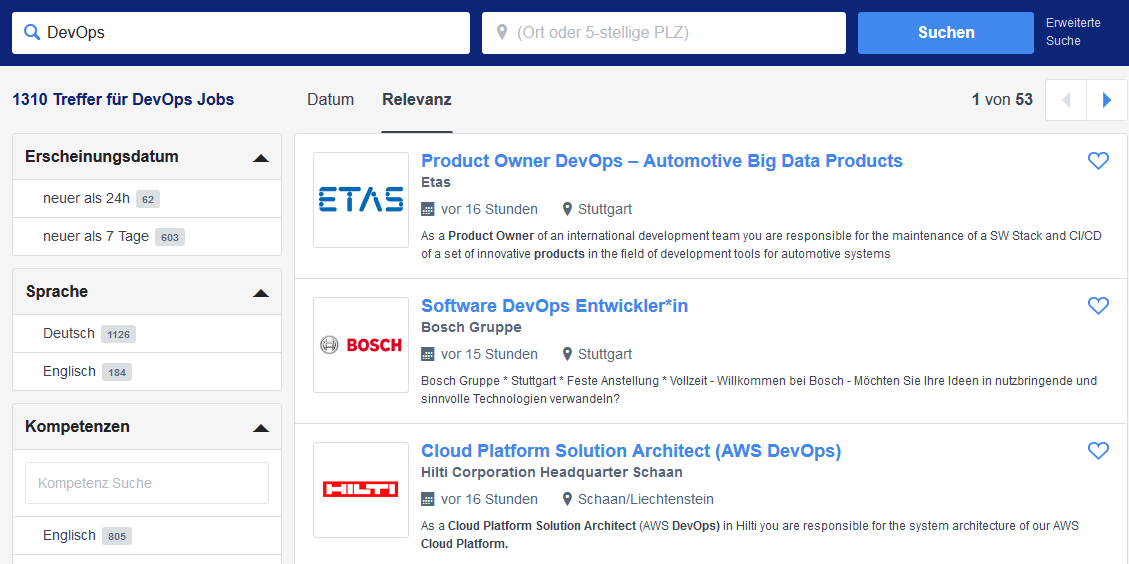 DevOps
(Ort oder 5-stellige PLZ)
Suchen
Erweiterte
Suche
1310 Treffer für DevOps Jobs
Datum
Relevanz
1 von 53
Erscheinungsdatum
neuer als 24h 62
neuer als 7 Tage 603
Sprache
Deutsch 1126
Englisch 184
Kompetenzen
Kompetenz Suche
Englisch 805
ETAS
Product Owner DevOps – Automotive Big Data Products
Etas
vor 16 Stunden Stuttgart
As a Product Owner of an international development team you are responsible for the maintenance of a SW Stack and CI/CD
of a set of innovative products in the field of development tools for automotive systems
BOSCH
Software DevOps Entwickler*in
Bosch Gruppe
vor 15 Stunden Stuttgart
Bosch Gruppe * Stuttgart * Feste Anstellung * Vollzeit - Willkommen bei Bosch - Möchten Sie Ihre Ideen in nutzbringende und
sinnvolle Technologien verwandeln?
HILTI
Cloud Platform Solution Architect (AWS DevOps)
Hilti Corporation Headquarter Schaan
vor 16 Stunden Schaan/Liechtenstein
As a Cloud Platform Solution Architect (AWS DevOps) in Hilti you are responsible for the system architecture of our AWS
Cloud Platform.